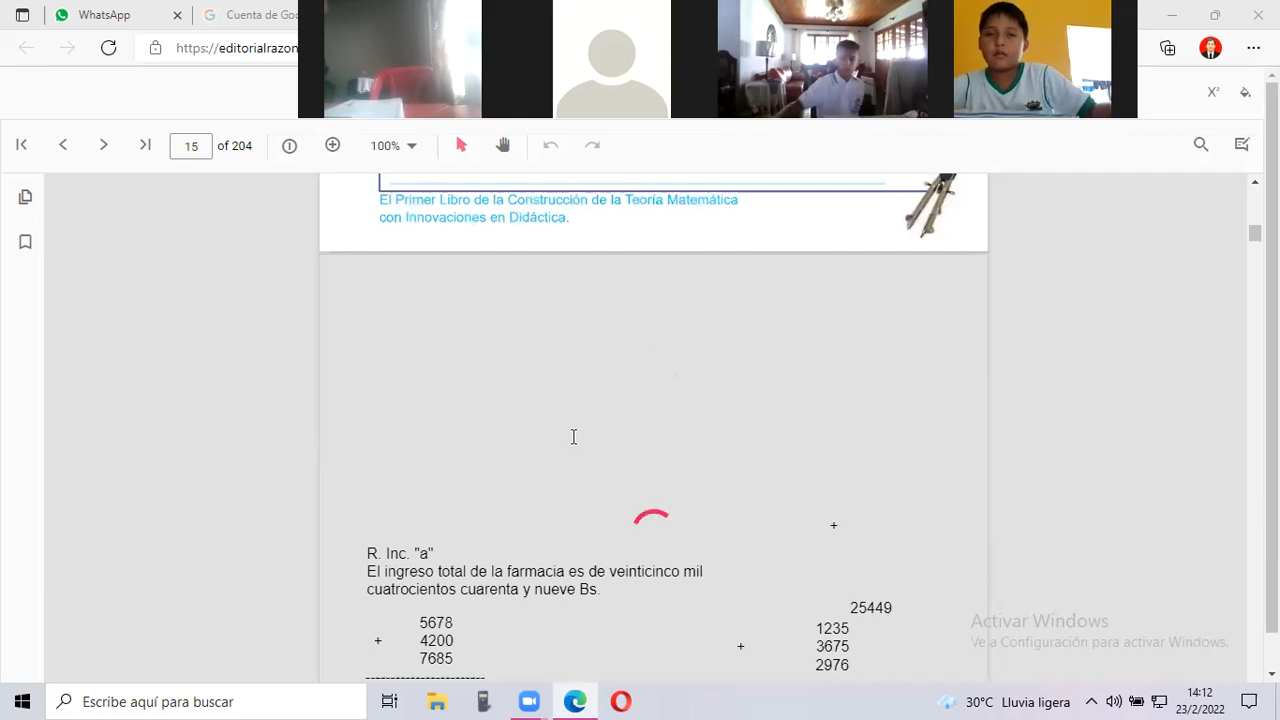 WhatsApp
Cuenta de Goo
https://editorialrazon
X²
15 of 204
100%
El Primer Libro de la Construcción de la Teoría Matemática
con Innovaciones en Didáctica.
+
R. Inc. "a"
El ingreso total de la farmacia es de veinticinco mil
cuatrocientos cuarenta y nueve Bs.
25449
5678
+ 4200
7685
--------------------------
1235
+ 3675
2976
Activar Windows
Ve a Configuración para activar Windows.
Escribe aquí para buscar
30°C Lluvia ligera
14:12
23/2/2022